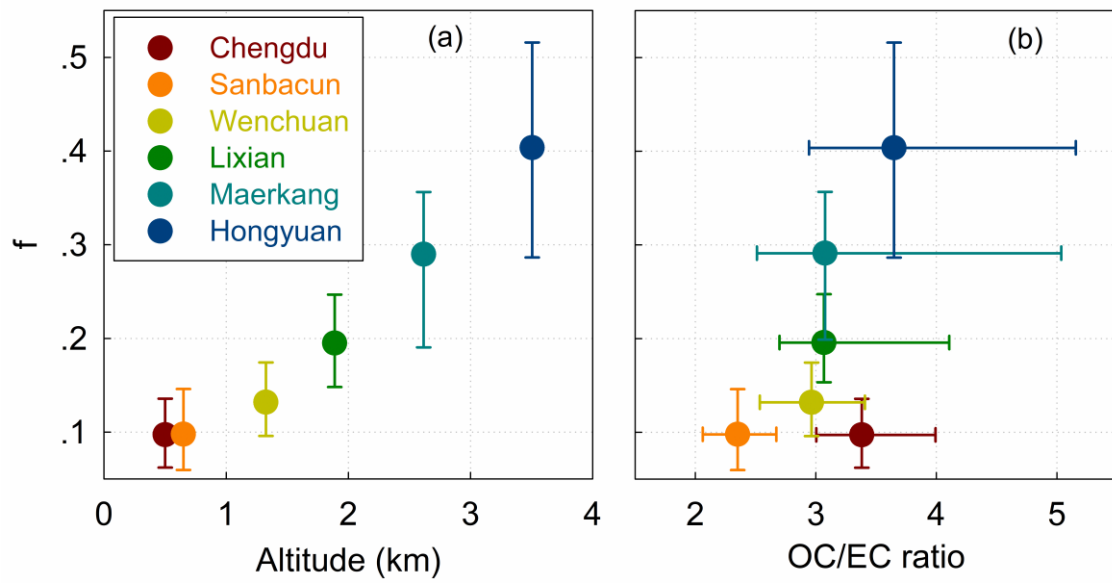 (a)
(b)
Chengdu
Sanbacun
Wenchuan
Lixian
Maerkang
Hongyuan
.5
.4
.3
.2
.1
f
0
1
2
3
4
Altitude (km)
2
3
4
5
OC/EC ratio